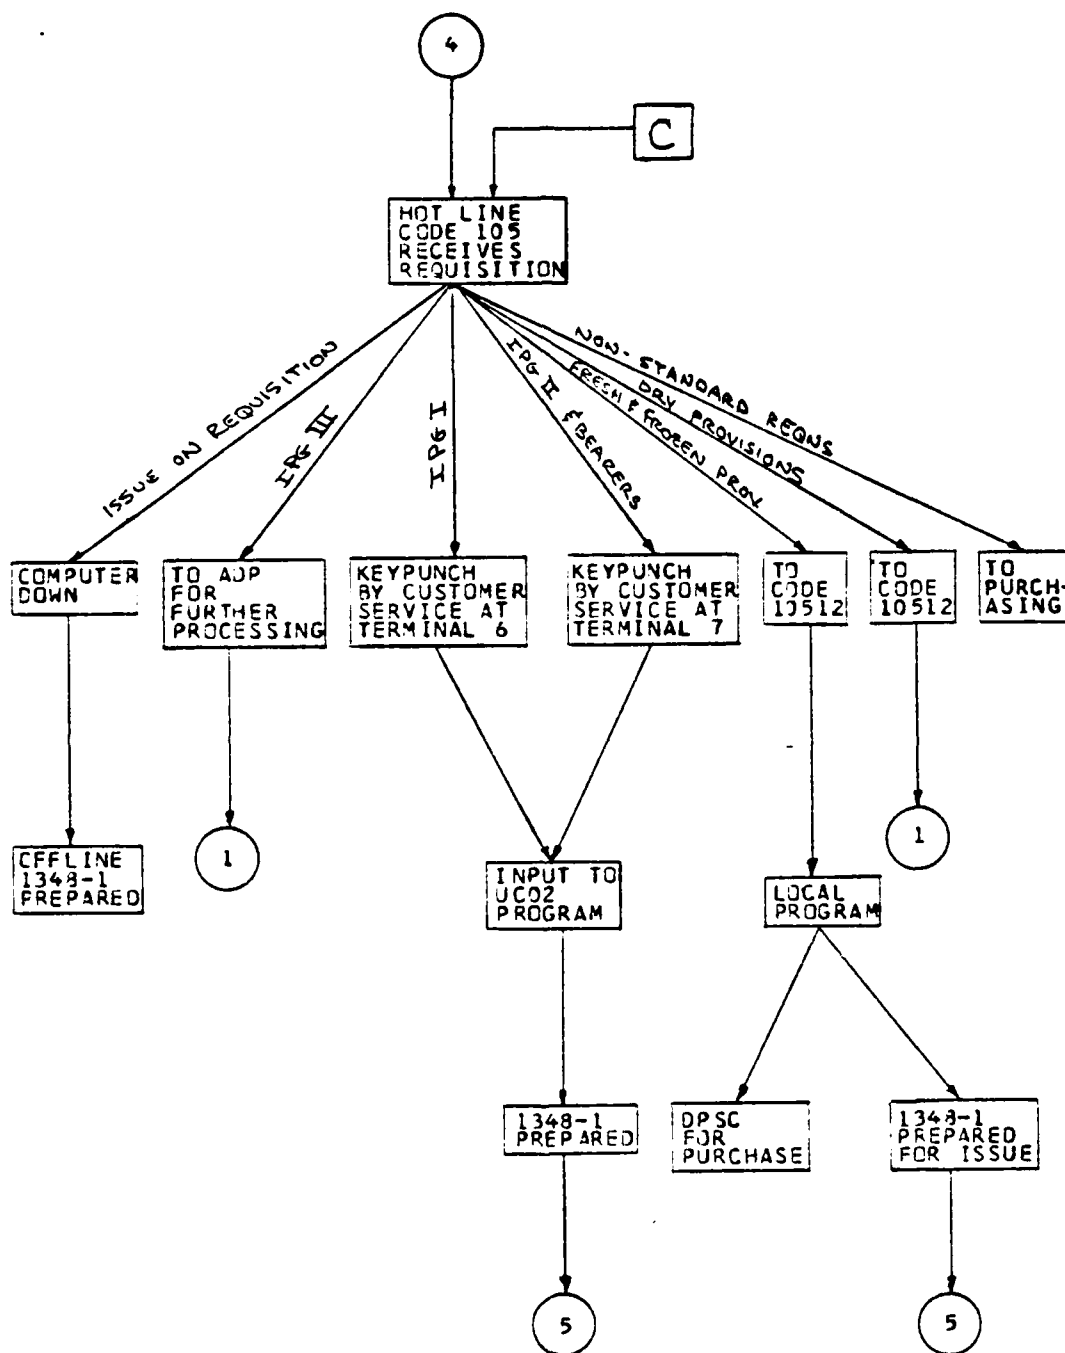 4
C
HOT LINE
CODE 105
RECEIVES
REQUISITION
ISSUE ON REQUISITION
IPG III
IPG I
IPG II & BEARERS
FRESH & FROZEN PROV.
DRY PROVISIONS
NON-STANDARD REQNS
COMPUTER
DOWN
TO ADP
FOR
FURTHER
PROCESSING
KEYPUNCH
BY CUSTOMER
SERVICE AT
TERMINAL 6
KEYPUNCH
BY CUSTOMER
SERVICE AT
TERMINAL 7
TO
CODE
10512
TO
CODE
10512
TO
PURCH-
ASING
CFFLINE
1348-1
PREPARED
1
INPUT TO
UC02
PROGRAM
LOCAL
PROGRAM
1
1348-1
PREPARED
DPSC
FOR
PURCHASE
1348-1
PREPARED
FOR ISSUE
5
5